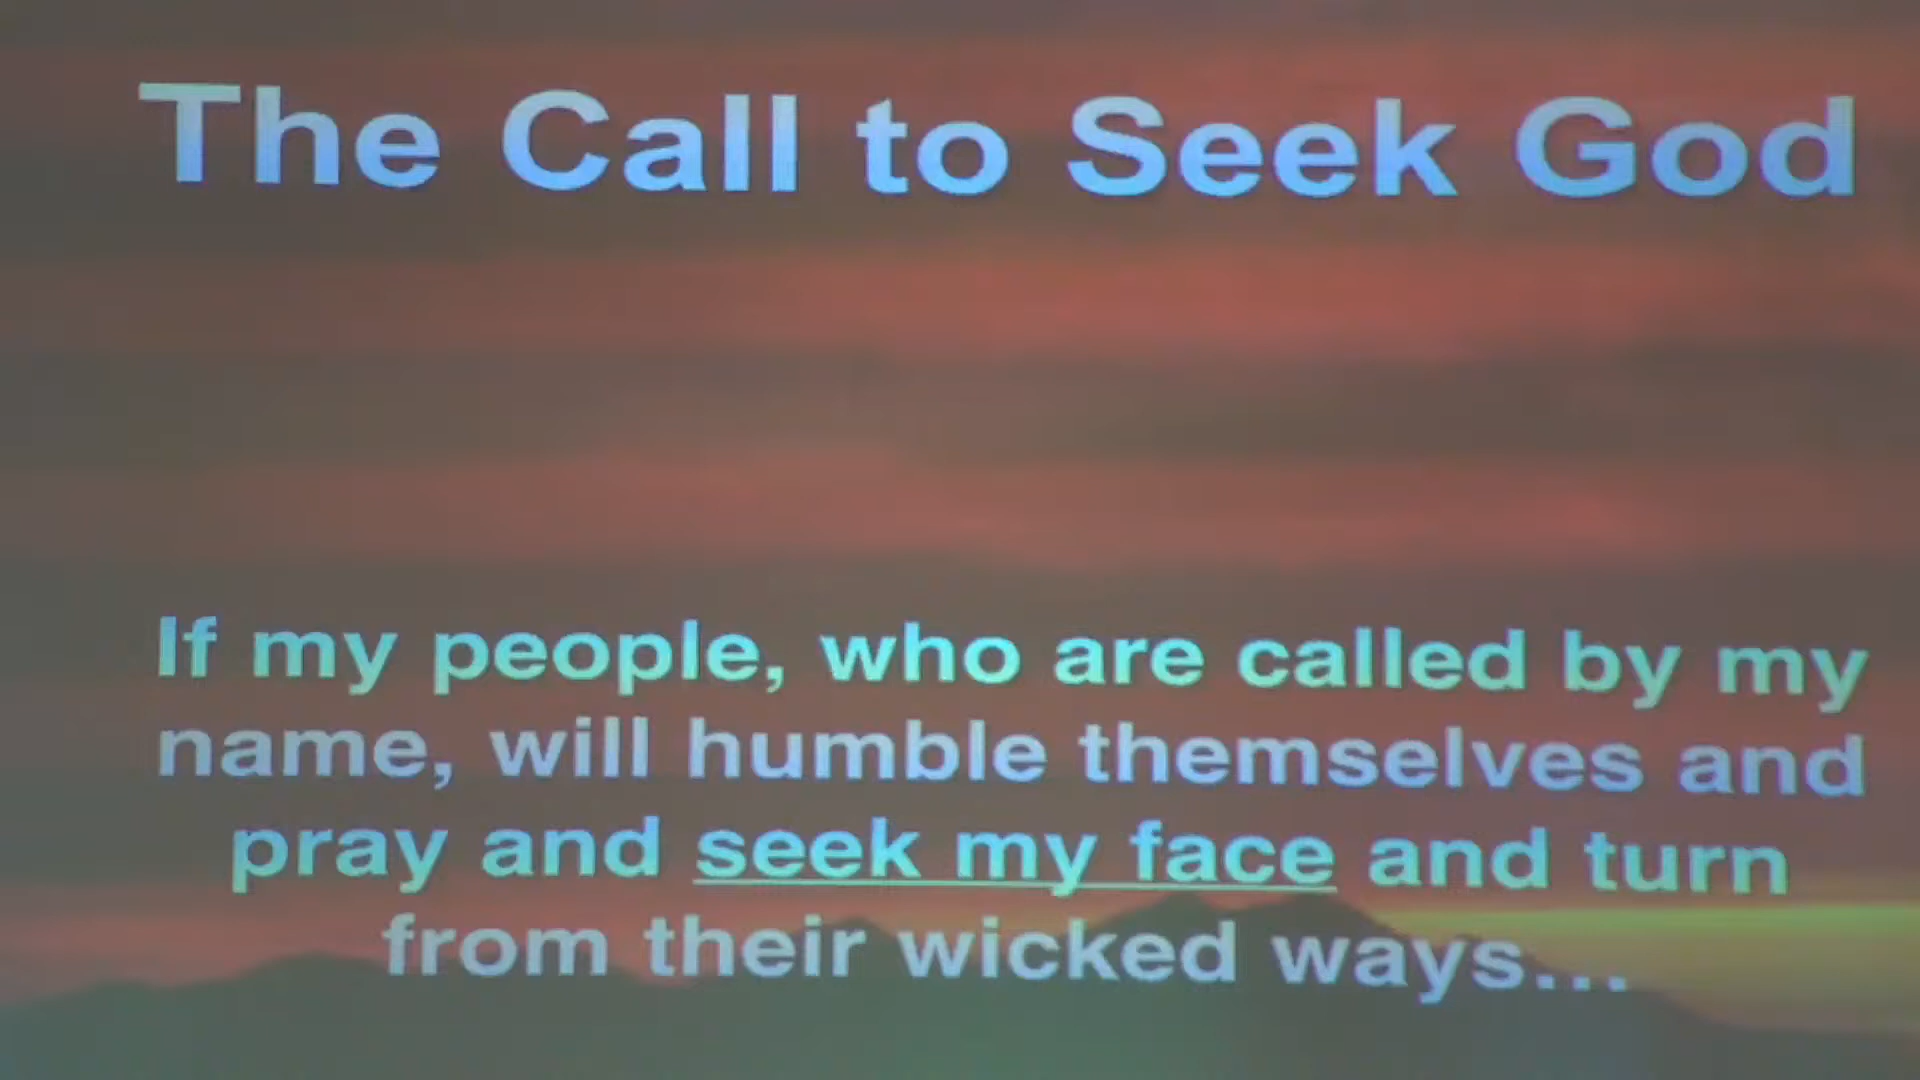 The Call to Seek God
If my people, who are called by my
name, will humble themselves and
pray and seek my face and turn
from their wicked ways...